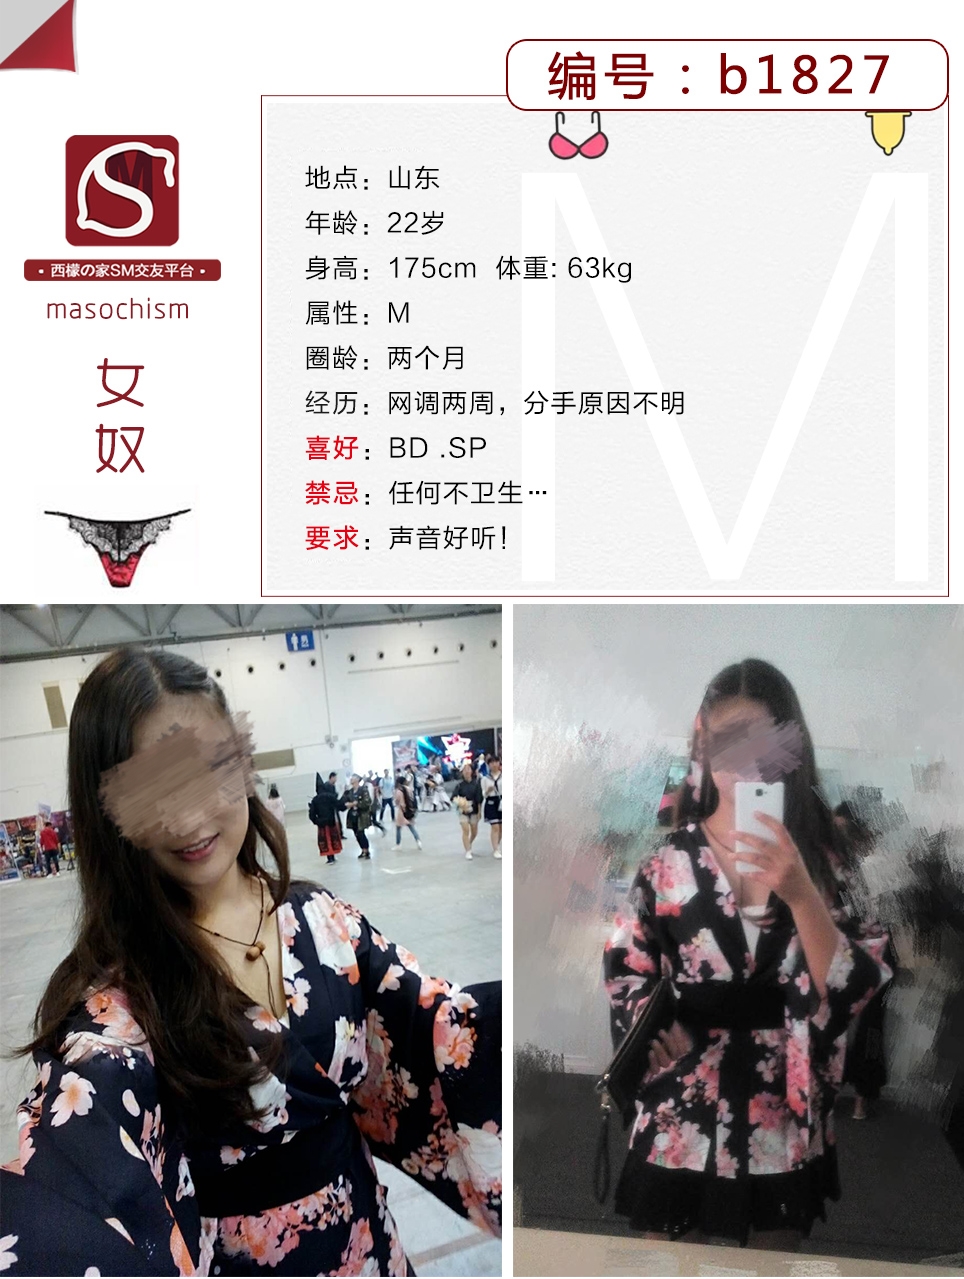 编号：b1827
SM
·西檬の家SM交友平台·
masochism
女
奴
M
地点：山东
年龄：22岁
身高：175cm 体重：63kg
属性：M
圈龄：两个月
经历：网调两周，分手原因不明
喜好：BD .SP
禁忌：任何不卫生…
要求：声音好听！